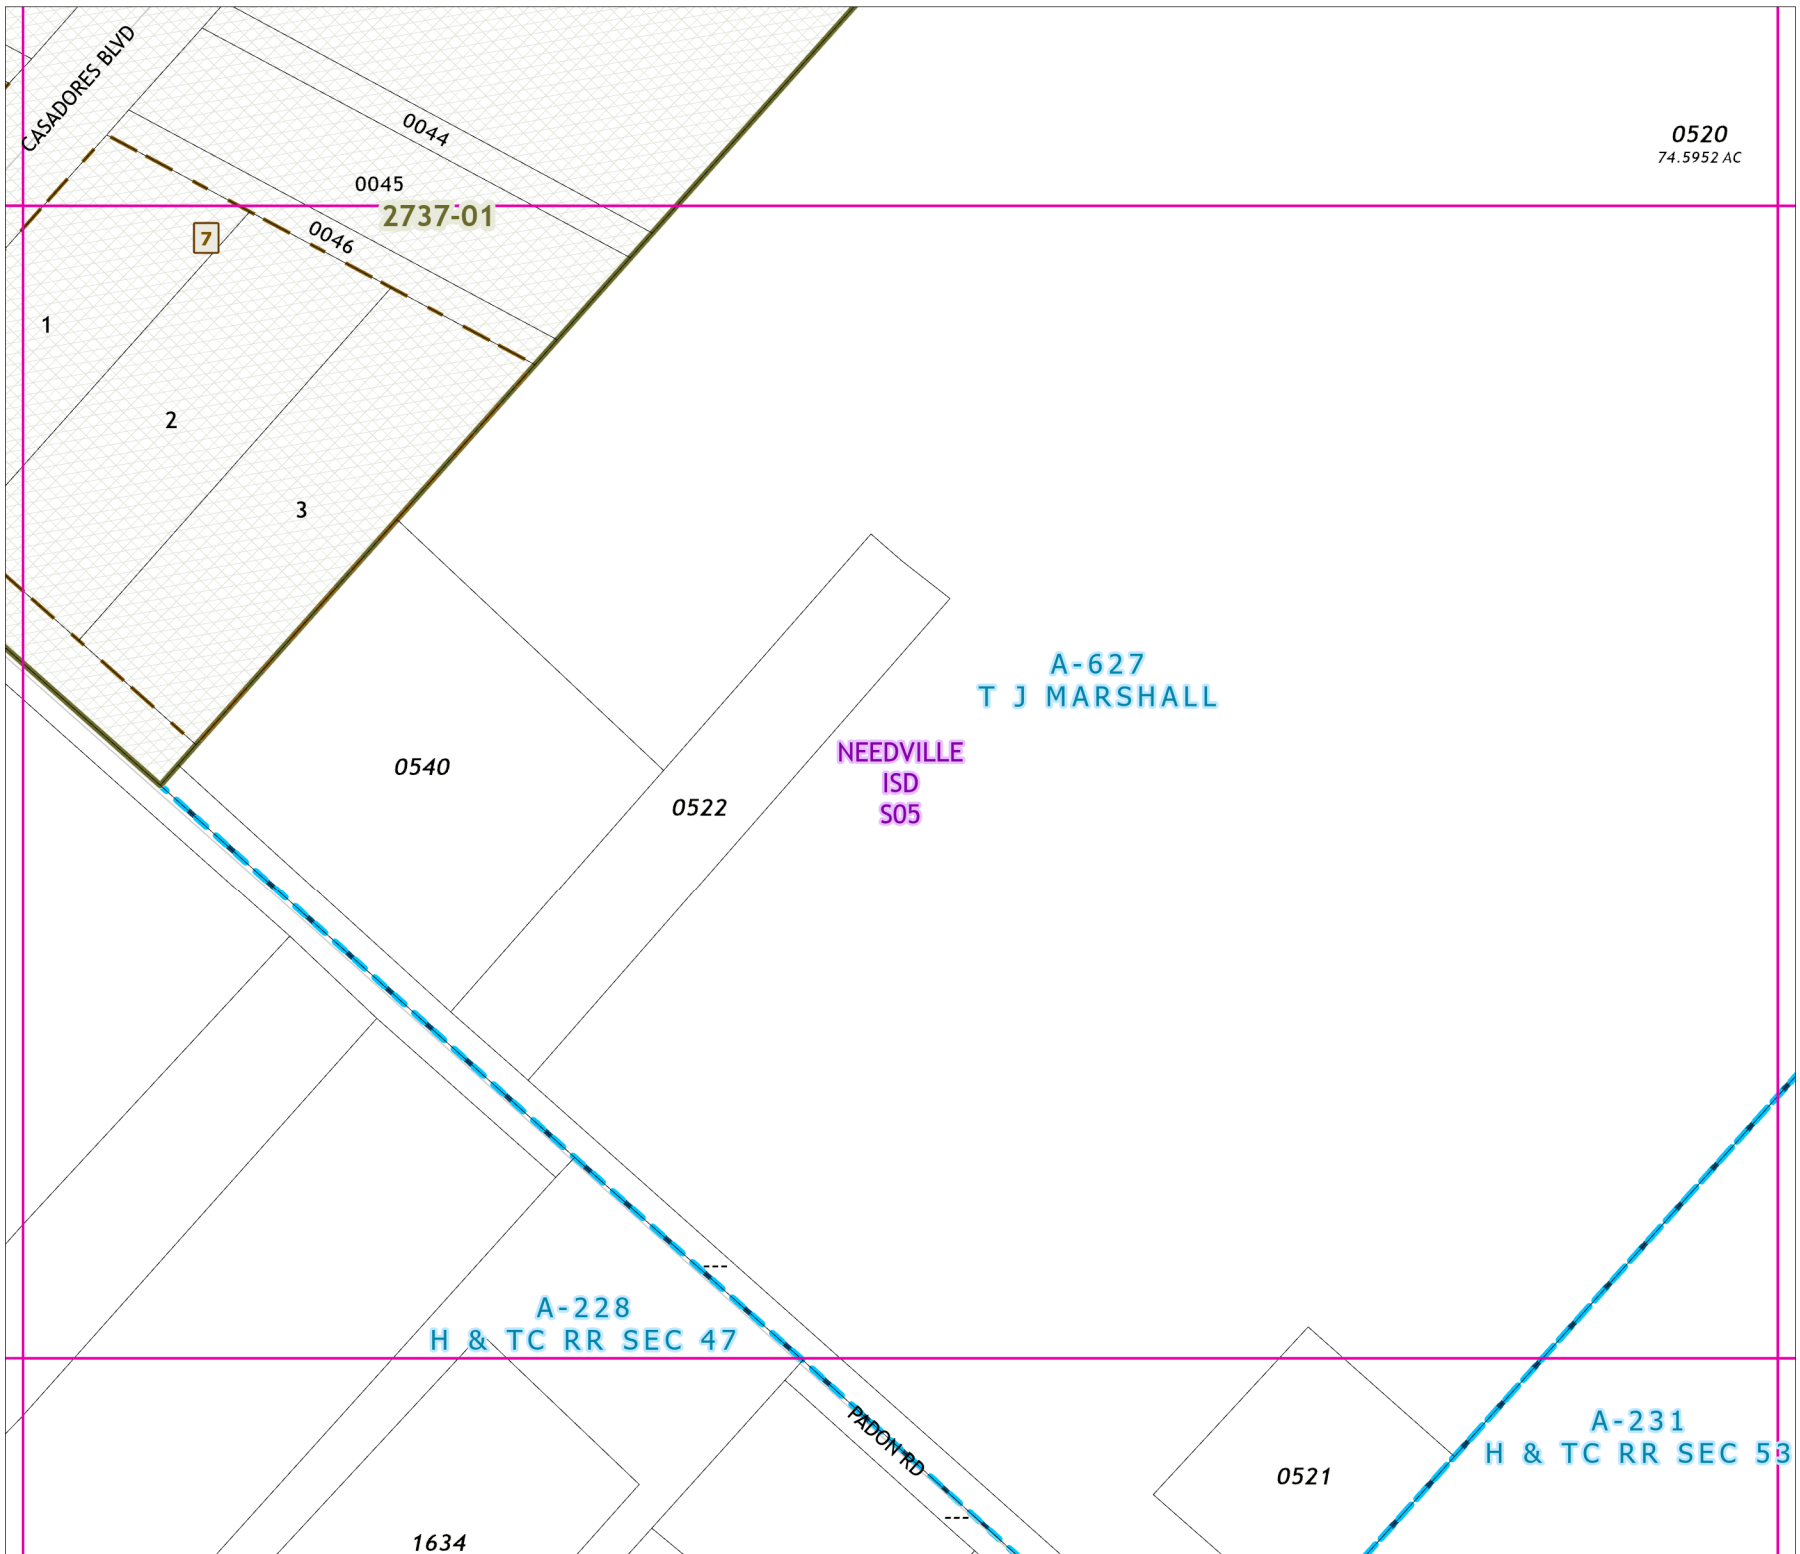 CASADORES BLVD
0044
0520
74.5952 AC
0045
2737-01
0046
7
1
2
3
A-627
T J MARSHALL
NEEDVILLE
ISD
S05
0540
0522
A-228
H & TC RR SEC 47
PADON RD
A-231
H & TC RR SEC 53
0521
1634